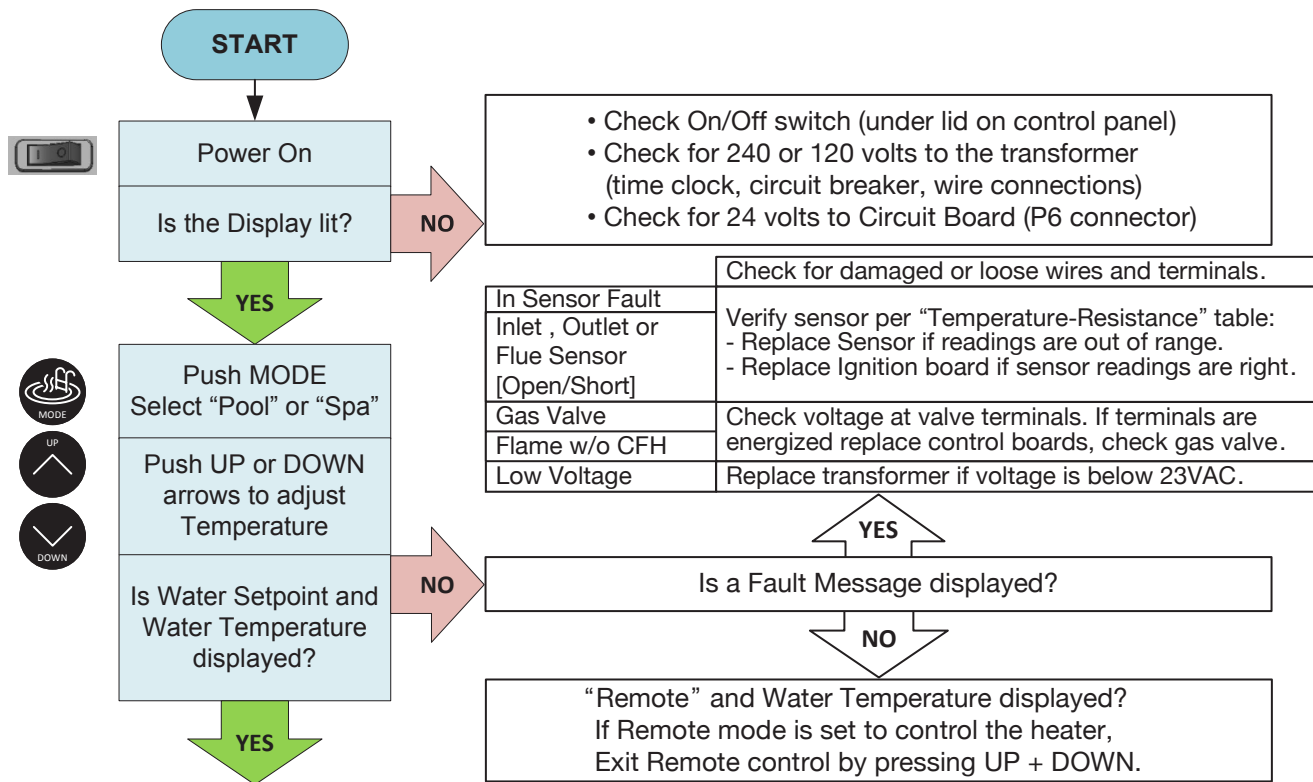 START
Power On
Is the Display lit?
NO
• Check On/Off switch (under lid on control panel)
• Check for 240 or 120 volts to the transformer
(time clock, circuit breaker, wire connections)
• Check for 24 volts to Circuit Board (P6 connector)
YES
MODE
UP
DOWN
Push MODE
Select “Pool” or “Spa”
Push UP or DOWN
arrows to adjust
Temperature
Is Water Setpoint and
Water Temperature
displayed?
NO
Check for damaged or loose wires and terminals.
In Sensor Fault
Inlet , Outlet or
Flue Sensor
[Open/Short]
Verify sensor per “Temperature-Resistance” table:
- Replace Sensor if readings are out of range.
- Replace Ignition board if sensor readings are right.
Gas Valve
Flame w/o CFH
Check voltage at valve terminals. If terminals are
energized replace control boards, check gas valve.
Low Voltage
Replace transformer if voltage is below 23VAC.
YES
Is a Fault Message displayed?
NO
“Remote” and Water Temperature displayed?
If Remote mode is set to control the heater,
Exit Remote control by pressing UP + DOWN.
YES